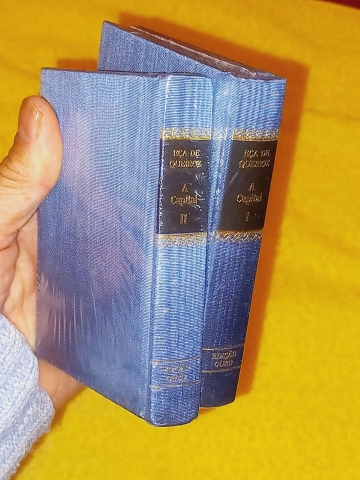 EÇA DE
QUEIROZ
A
Capital
II
EÇA DE
QUEIROZ
A
Capital
I
EDIÇÃO
OURO